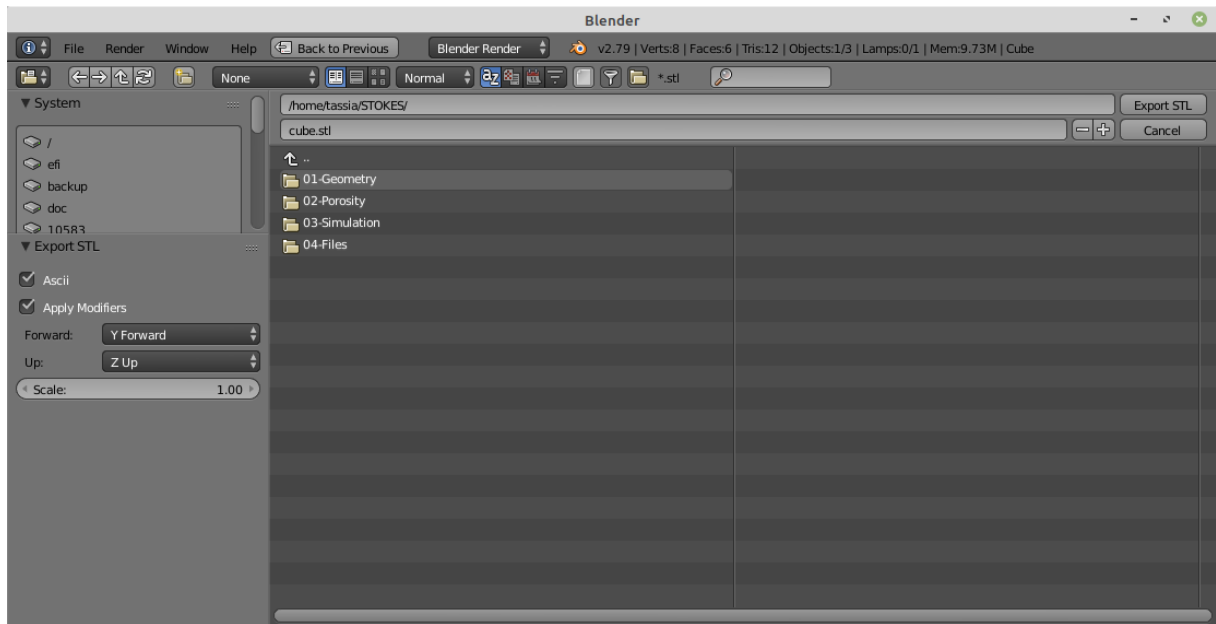 Blender
File Render Window Help Back to Previous Blender Render v2.79 | Verts:8 | Faces:6 | Tris:12 | Objects:1/3 | Lamps:0/1 | Mem:9.73M | Cube
None Normal *.stl
System
/
efi
backup
doc
10583
Export STL
Ascii
Apply Modifiers
Forward: Y Forward
Up: Z Up
Scale: 1.00
/home/tassia/STOKES/ Export STL
cube.stl Cancel
..
01-Geometry
02-Porosity
03-Simulation
04-Files